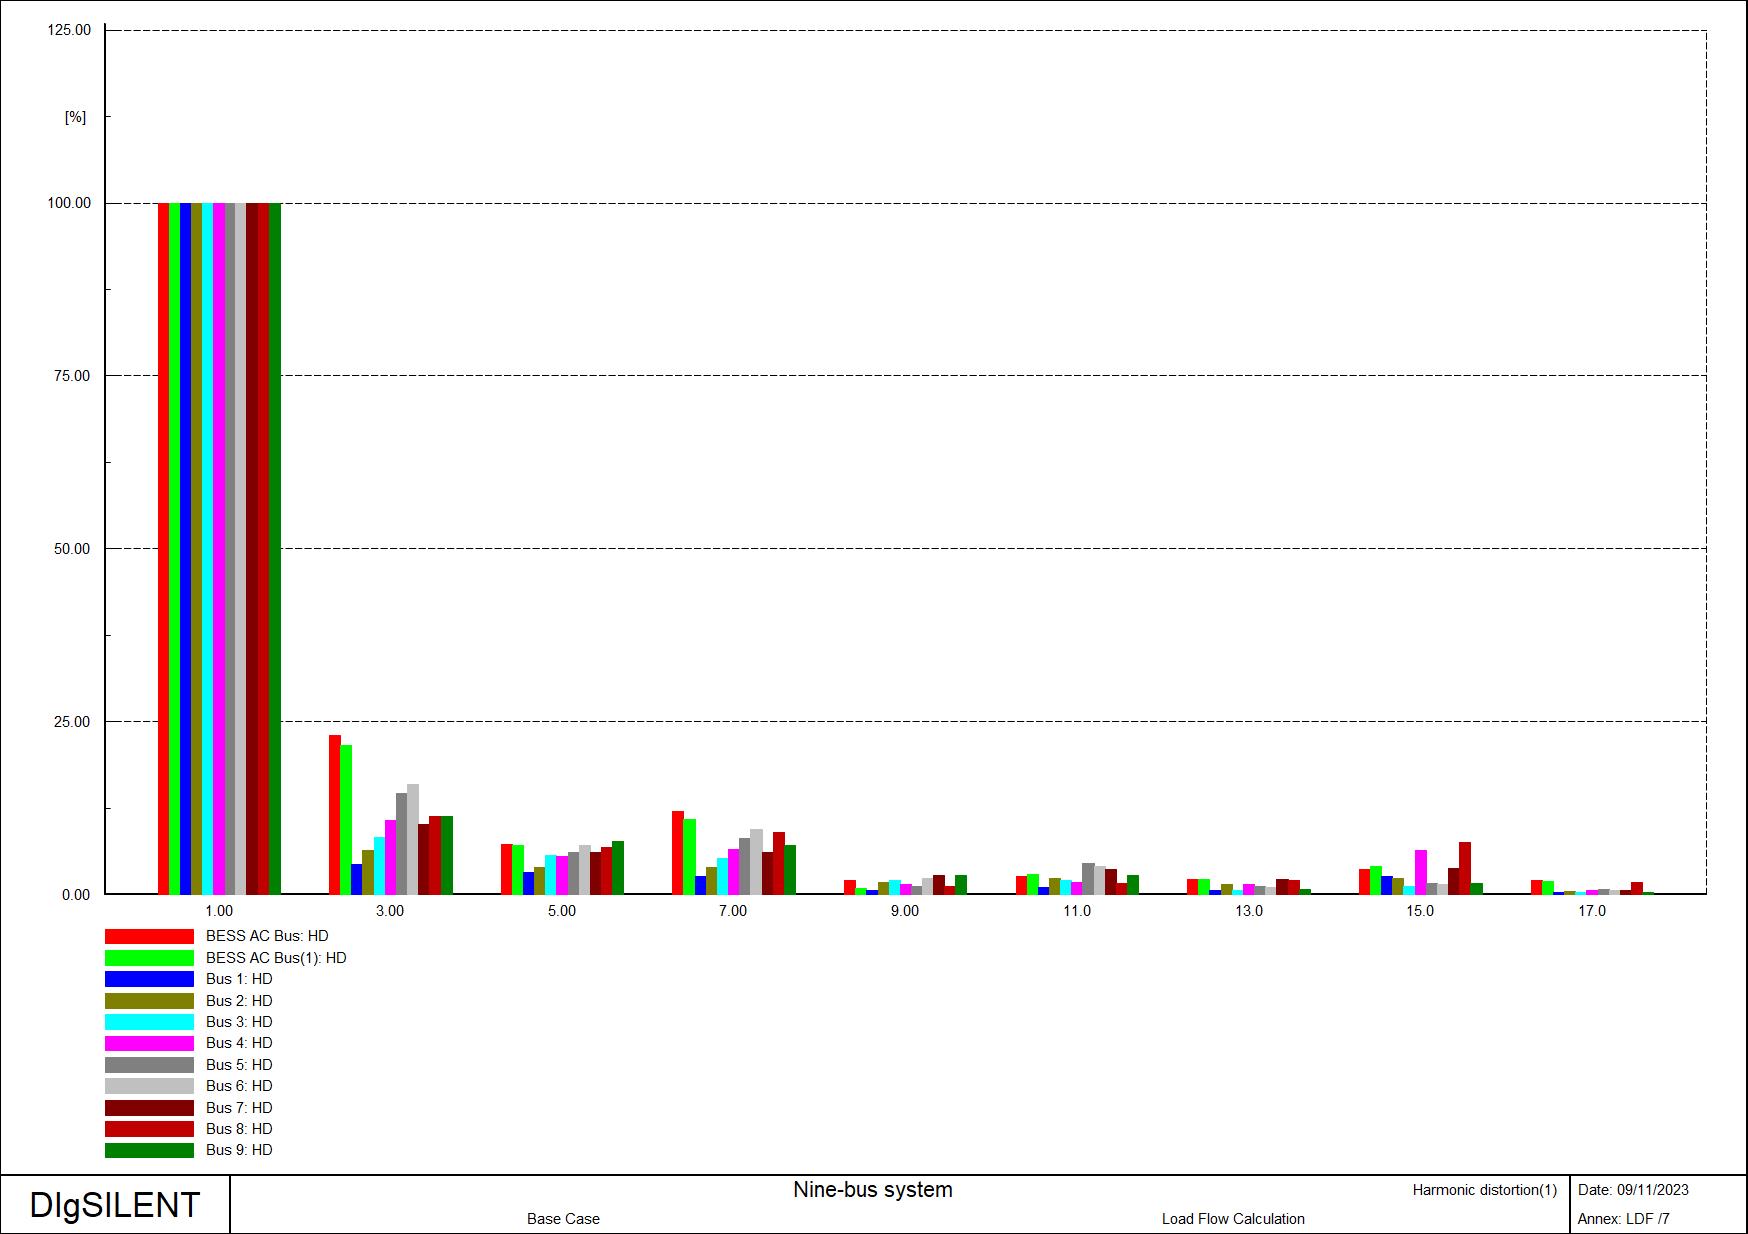 125.00
[%]
100.00
75.00
50.00
25.00
0.00
1.00 3.00 5.00 7.00 9.00 11.0 13.0 15.0 17.0
BESS AC Bus: HD
BESS AC Bus(1): HD
Bus 1: HD
Bus 2: HD
Bus 3: HD
Bus 4: HD
Bus 5: HD
Bus 6: HD
Bus 7: HD
Bus 8: HD
Bus 9: HD
DIgSILENT
Nine-bus system
Harmonic distortion(1)
Date: 09/11/2023
Base Case
Load Flow Calculation
Annex: LDF /7